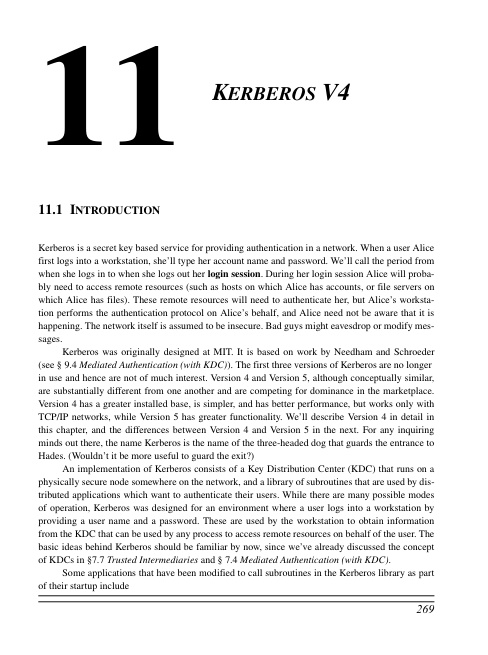 11
KERBEROS V4
11.1 INTRODUCTION
Kerberos is a secret key based service for providing authentication in a network. When a user Alice
first logs into a workstation, she'll type her account name and password. We'll call the period from
when she logs in to when she logs out her login session. During her login session Alice will proba-
bly need to access remote resources (such as hosts on which Alice has accounts, or file servers on
which Alice has files). These remote resources will need to authenticate her, but Alice's worksta-
tion performs the authentication protocol on Alice's behalf, and Alice need not be aware that it is
happening. The network itself is assumed to be insecure. Bad guys might eavesdrop or modify mes-
sages.
Kerberos was originally designed at MIT. It is based on work by Needham and Schroeder
(see § 9.4 Mediated Authentication (with KDC)). The first three versions of Kerberos are no longer
in use and hence are not of much interest. Version 4 and Version 5, although conceptually similar,
are substantially different from one another and are competing for dominance in the marketplace.
Version 4 has a greater installed base, is simpler, and has better performance, but works only with
TCP/IP networks, while Version 5 has greater functionality. We'll describe Version 4 in detail in
this chapter, and the differences between Version 4 and Version 5 in the next. For any inquiring
minds out there, the name Kerberos is the name of the three-headed dog that guards the entrance to
Hades. (Wouldn't it be more useful to guard the exit?)
An implementation of Kerberos consists of a Key Distribution Center (KDC) that runs on a
physically secure node somewhere on the network, and a library of subroutines that are used by dis-
tributed applications which want to authenticate their users. While there are many possible modes
of operation, Kerberos was designed for an environment where a user logs into a workstation by
providing a user name and a password. These are used by the workstation to obtain information
from the KDC that can be used by any process to access remote resources on behalf of the user. The
basic ideas behind Kerberos should be familiar by now, since we've already discussed the concept
of KDCs in §7.7 Trusted Intermediaries and § 7.4 Mediated Authentication (with KDC).
Some applications that have been modified to call subroutines in the Kerberos library as part
of their startup include
269